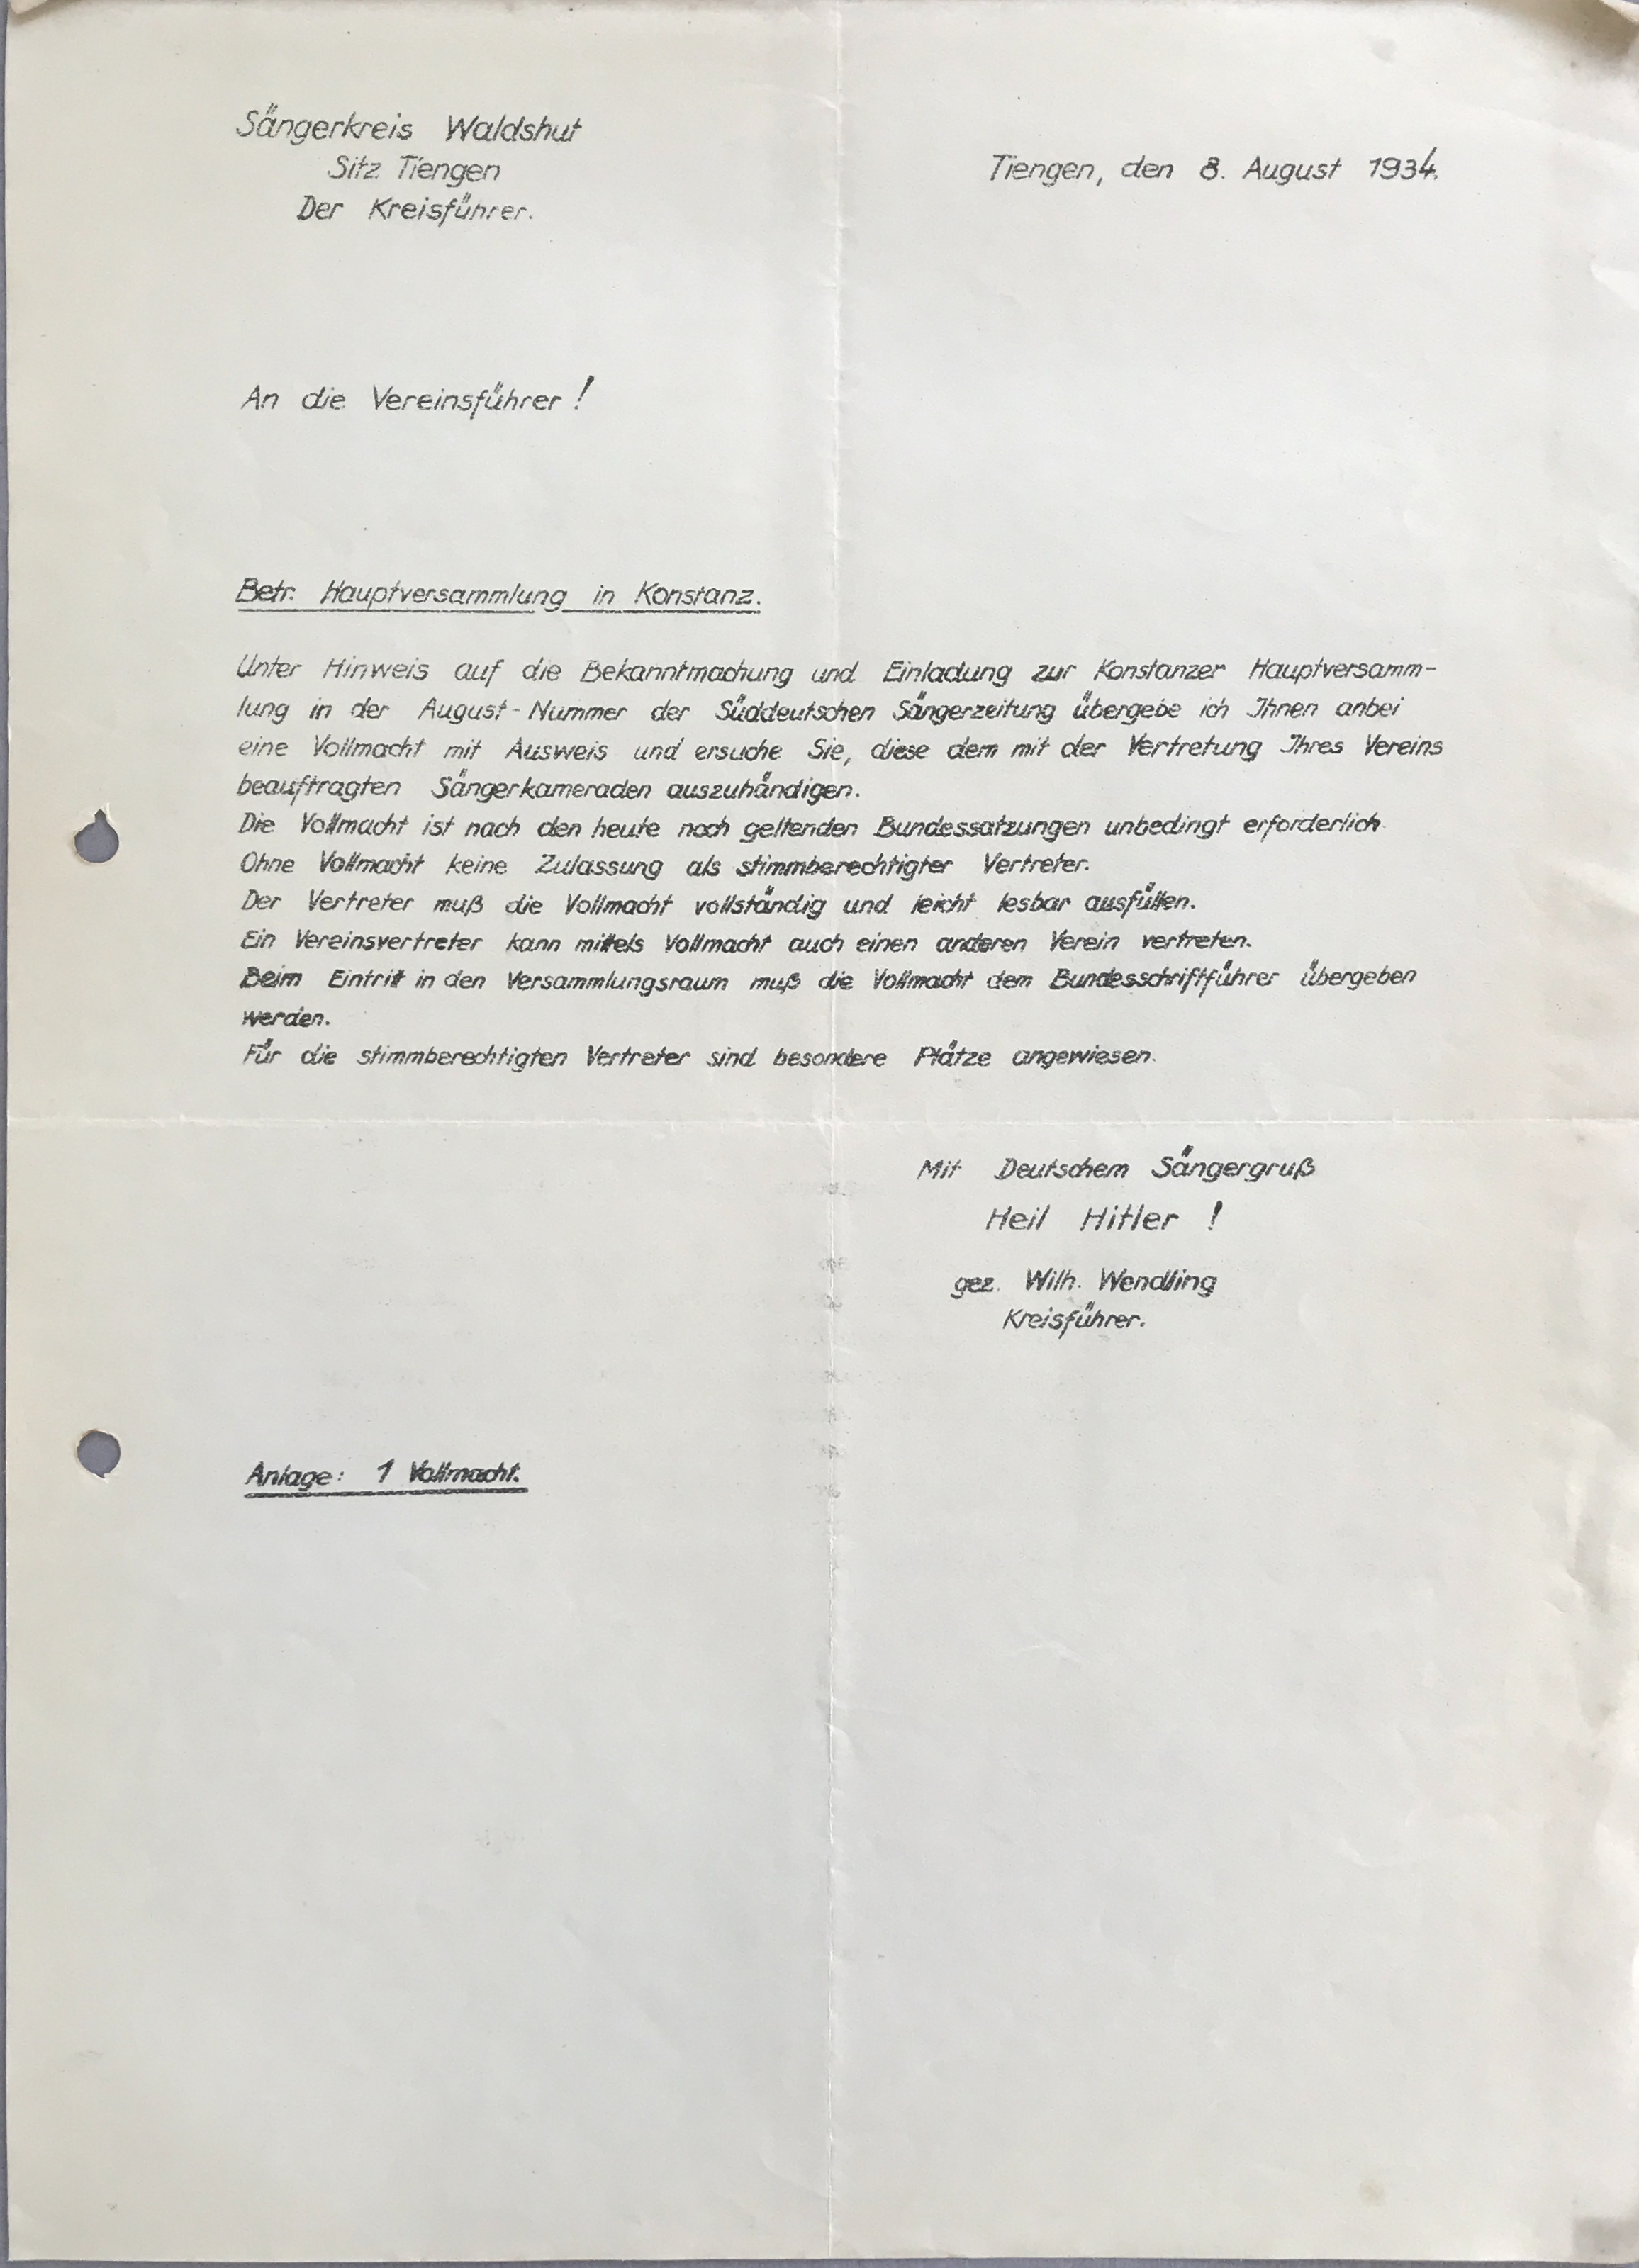 Sängerkreis Waldshut
Sitz Tiengen
Der Kreisführer.
Tiengen, den 8. August 1934.
An die Vereinsführer!
Betr. Hauptversammlung in Konstanz.
Unter Hinweis auf die Bekanntmachung und Einladung zur Konstanzer Hauptversamm-
lung in der August-Nummer der Süddeutschen Sängerzeitung übergebe ich Ihnen anbei
eine Vollmacht mit Ausweis und ersuche Sie, diese dem mit der Vertretung Ihres Vereins
beauftragten Sängerkameraden auszuhändigen.
Die Vollmacht ist nach den heute noch geltenden Bundessatzungen unbedingt erforderlich.
Ohne Vollmacht keine Zulassung als stimmberechtigter Vertreter.
Der Vertreter muß die Vollmacht vollständig und leicht lesbar ausfüllen.
Ein Vereinsvertreter kann mittels Vollmacht auch einen anderen Verein vertreten.
Beim Eintritt in den Versammlungsraum muß die Vollmacht dem Bundesschriftführer übergeben
werden.
Für die stimmberechtigten Vertreter sind besondere Plätze angewiesen.
Mit Deutschem Sängergruß
Heil Hitler !
gez. Wilh. Wendling
Kreisführer.
Anlage: 1 Vollmacht.